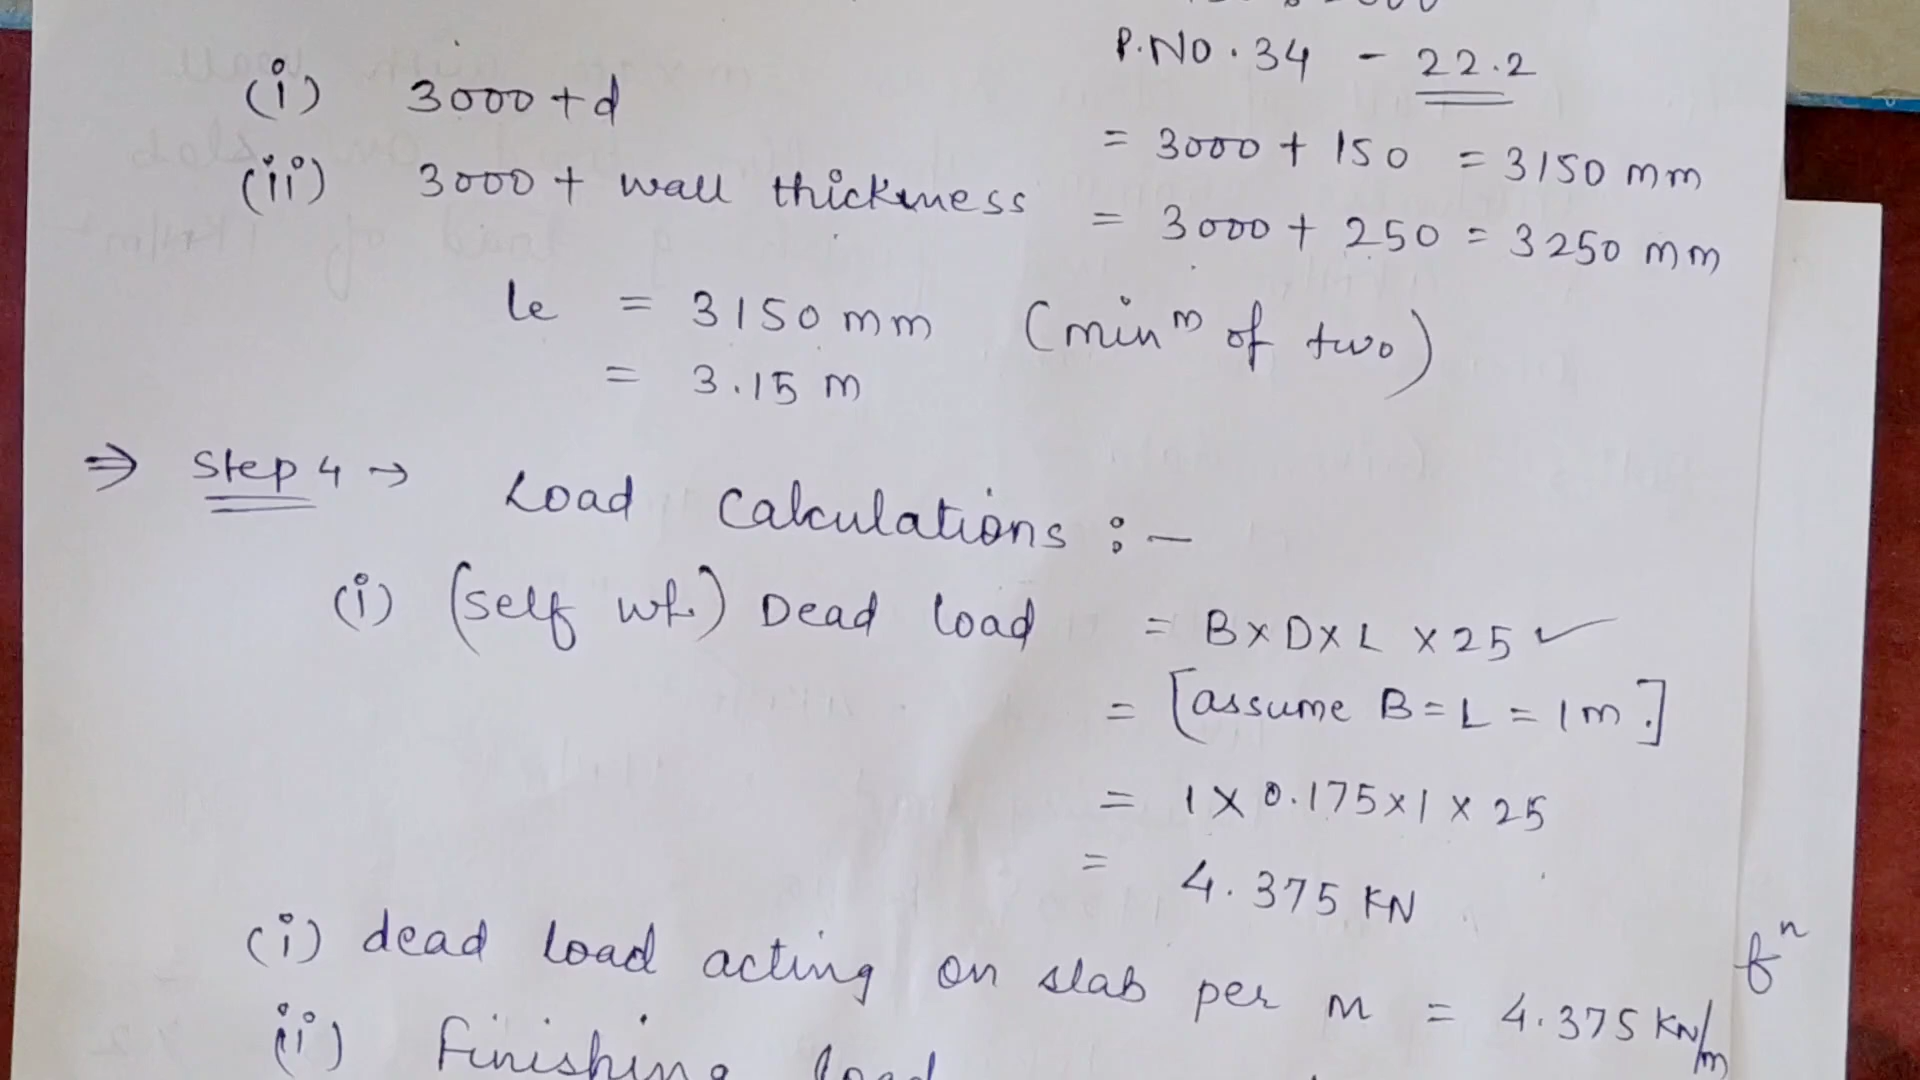 P.NO. 34 - 22.2
(i) 3000 + d = 3000 + 150 = 3150 mm
(ii) 3000 + wall thickness = 3000 + 250 = 3250 mm
le = 3150 mm (minᵐ of two)
= 3.15 m
⇒ Step 4 → Load Calculations :-
(i) (self wt.) Dead load = B x D x L x 25 ✓
= [assume B = L = 1m.]
= 1 x 0.175 x 1 x 25
= 4.375 KN
(i) dead load acting on slab per m = 4.375 KN/m
(ii) Finishing load